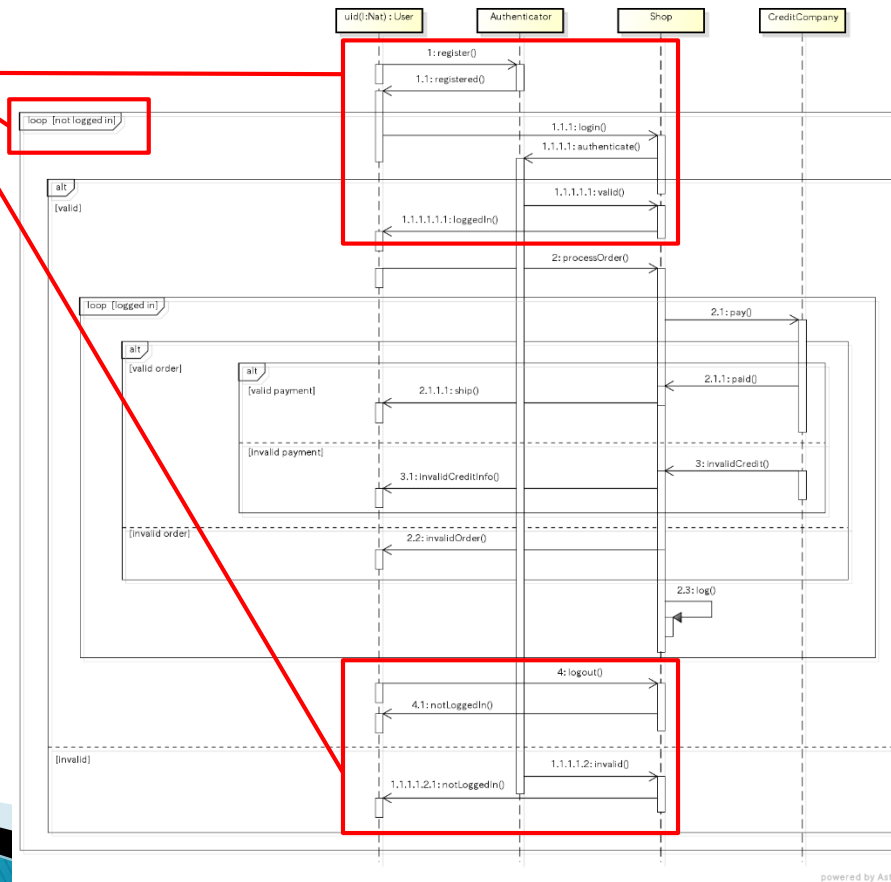 uid(I:Nat) : User
Authenticator
Shop
CreditCompany
1: register()
1.1: registered()
loop [not logged in]
1.1.1: login()
1.1.1.1: authenticate()
alt
[valid]
1.1.1.1.1: valid()
1.1.1.1.1.1: loggedIn()
2: processOrder()
loop [logged in]
2.1: pay()
alt
[valid order]
alt
[valid payment]
2.1.1: paid()
2.1.1.1: ship()
[invalid payment]
3: invalidCredit()
3.1: invalidCreditInfo()
[invalid order]
2.2: invalidOrder()
2.3: log()
4: logout()
4.1: notLoggedIn()
[invalid]
1.1.1.1.2: invalid()
1.1.1.1.2.1: notLoggedIn()
powered by Ast